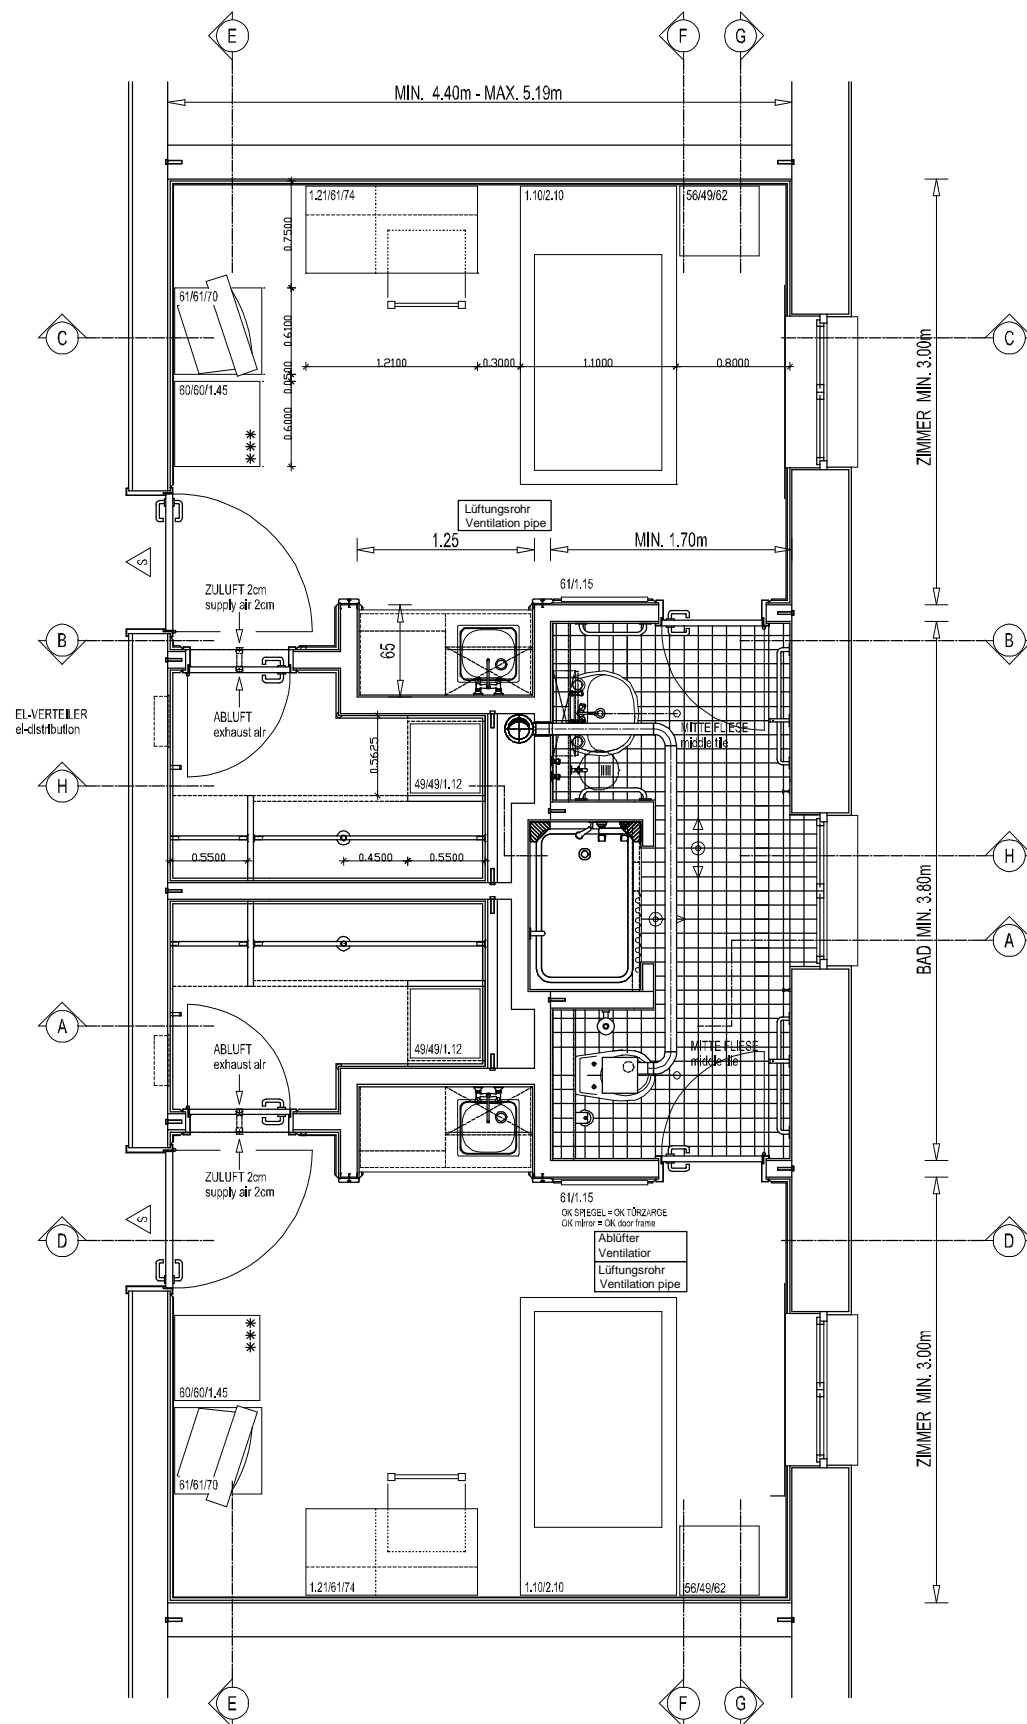 E
F
G
MIN. 4.40m - MAX. 5.19m
1.21/61/74
1.10/2.10
56/49/62
0.7500
61/61/70
0.6100
C
C
1.2100
0.3000
1.1000
0.8000
60/60/1.45
0.0500
0.6000
***
ZIMMER MIN. 3.00m
Lüftungsrohr
Ventilation pipe
1.25
MIN. 1.70m
S
ZULUFT 2cm
supply air 2cm
61/1.15
B
B
65
EL-VERTEILER
el-distribution
ABLUFT
exhaust air
MITTE FLIESE
middle tile
0.5625
H
49/49/1.12
0.5500
0.4500
0.5500
H
BAD MIN. 3.80m
A
A
ABLUFT
exhaust air
49/49/1.12
MITTE FLIESE
middle tile
ZULUFT 2cm
supply air 2cm
S
61/1.15
OK SPIEGEL = OK TÜRZARGE
OK mirror = OK door frame
D
D
Ablüfter
Ventilatior
Lüftungsrohr
Ventilation pipe
***
60/60/1.45
ZIMMER MIN. 3.00m
61/61/70
1.21/61/74
1.10/2.10
56/49/62
E
F
G